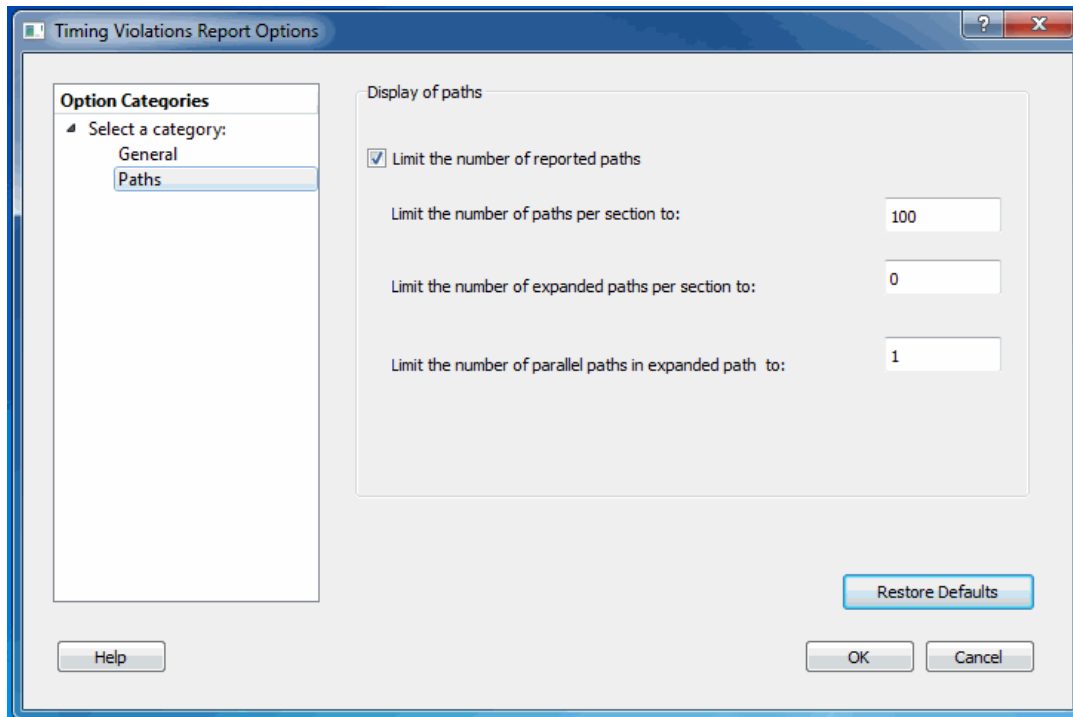 Timing Violations Report Options
?
X
Option Categories
Select a category:
General
Paths
Display of paths
Limit the number of reported paths
Limit the number of paths per section to:
100
Limit the number of expanded paths per section to:
0
Limit the number of parallel paths in expanded path to:
1
Restore Defaults
Help
OK
Cancel